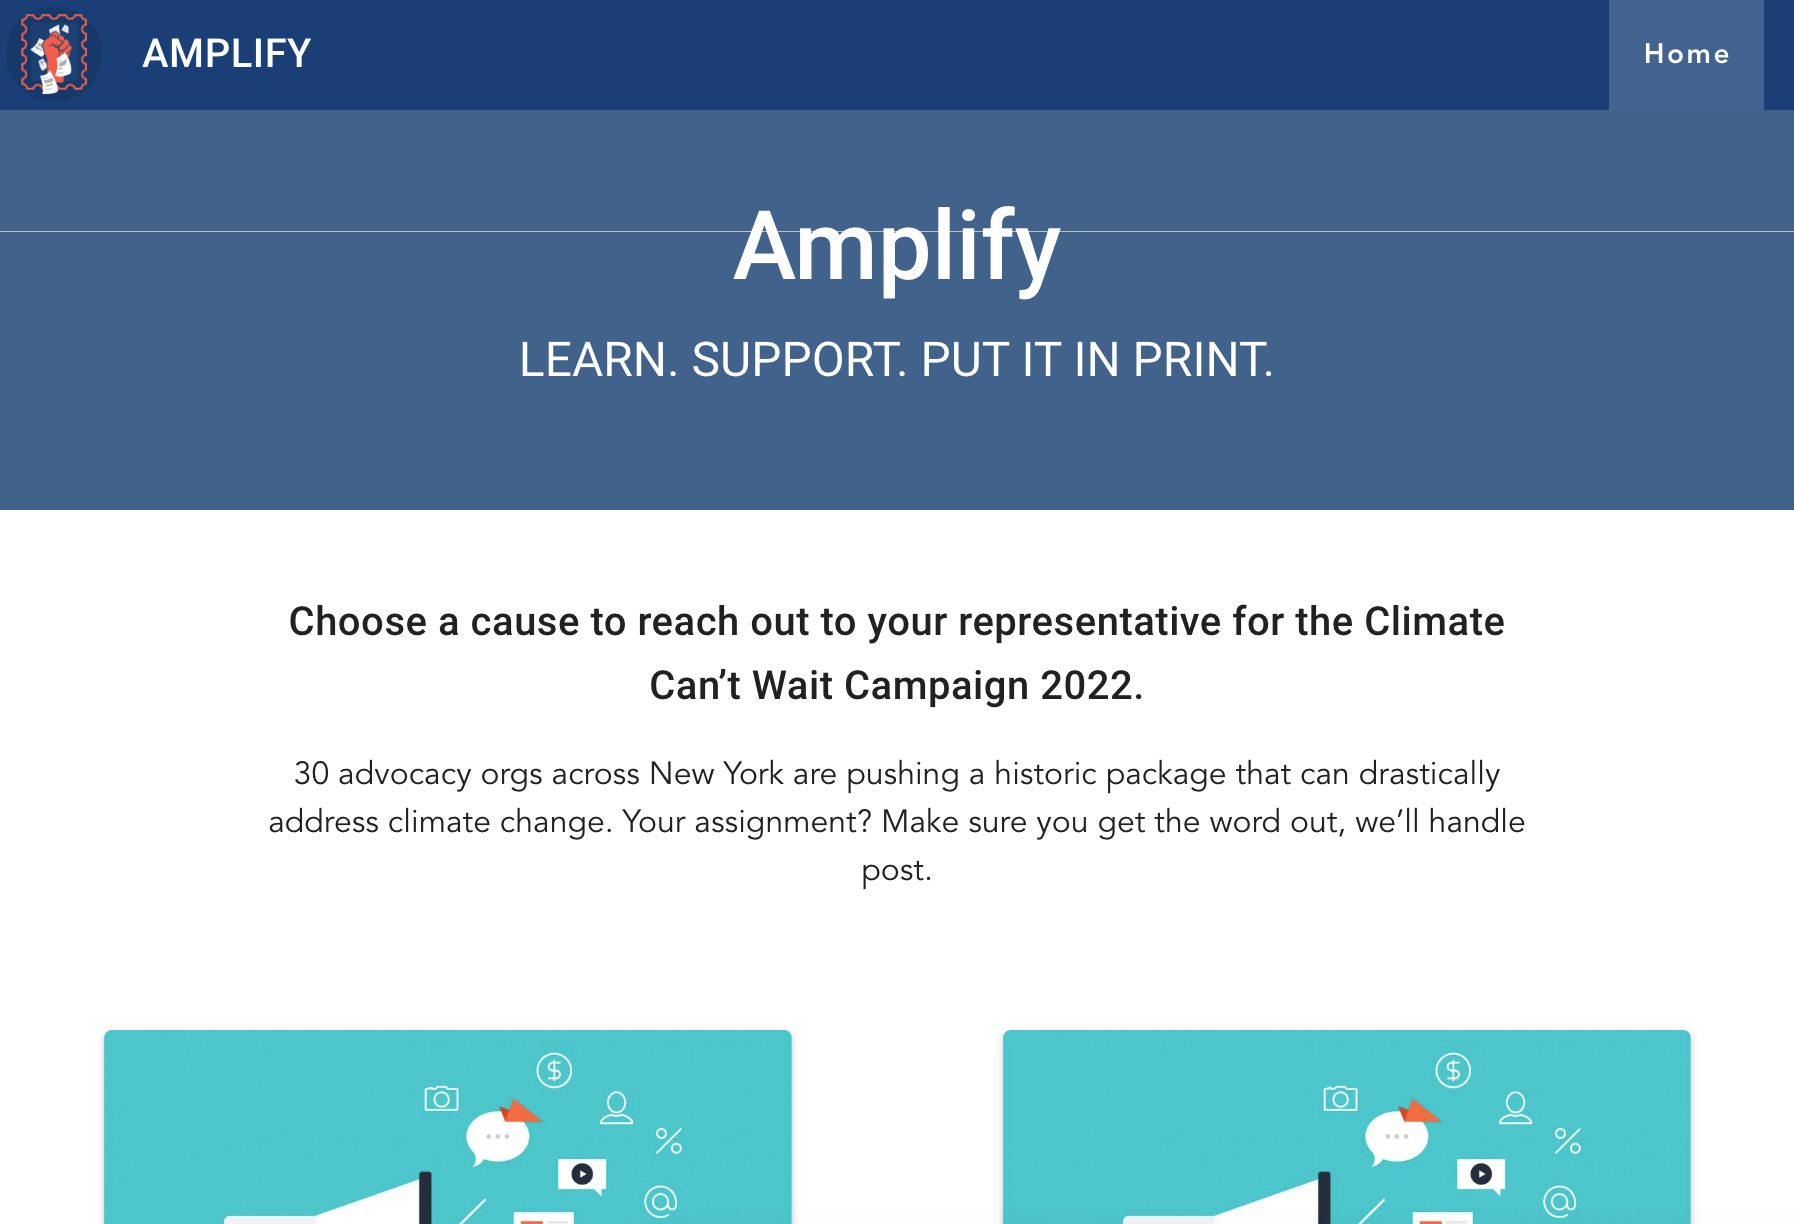 AMPLIFY
Home
Amplify
LEARN. SUPPORT. PUT IT IN PRINT.
Choose a cause to reach out to your representative for the Climate
Can’t Wait Campaign 2022.
30 advocacy orgs across New York are pushing a historic package that can drastically
address climate change. Your assignment? Make sure you get the word out, we’ll handle
post.